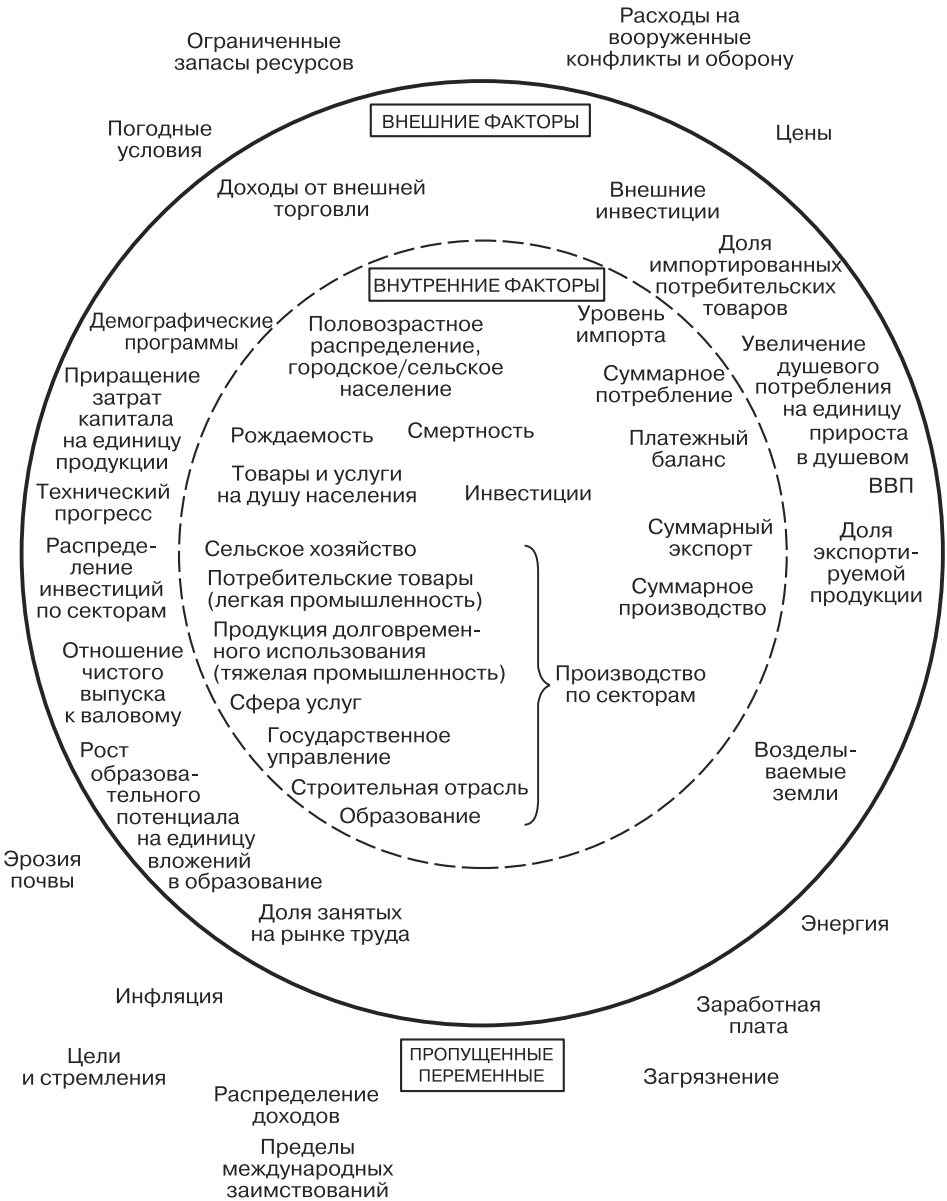 Ограниченные
запасы ресурсов
Расходы на
вооруженные
конфликты и оборону
ВНЕШНИЕ ФАКТОРЫ
Погодные
условия
Цены
Доходы от внешней
торговли
Внешние
инвестиции
Доля
импортированных
потребительских
товаров
ВНУТРЕННИЕ ФАКТОРЫ
Демографические
программы
Половозрастное
распределение,
городское/сельское
население
Уровень
импорта
Увеличение
душевого
потребления
на единицу
прироста
в душевом
ВВП
Приращение
затрат
капитала
на единицу
продукции
Суммарное
потребление
Рождаемость
Смертность
Платежный
баланс
Товары и услуги
на душу населения
Инвестиции
Технический
прогресс
Суммарный
экспорт
Доля
экспорти-
руемой
продукции
Распреде-
ление
инвестиций
по секторам
Сельское хозяйство
Потребительские товары
(легкая промышленность)
Суммарное
производство
Продукция долговремен-
ного использования
(тяжелая промышленность)
Производство
по секторам
Отношение
чистого
выпуска
к валовому
Сфера услуг
Государственное
управление
Строительная отрасль
Образование
Возделы-
ваемые
земли
Рост
образова-
тельного
потенциала
на единицу
вложений
в образование
Эрозия
почвы
Доля занятых
на рынке труда
Энергия
Инфляция
Заработная
плата
ПРОПУЩЕННЫЕ
ПЕРЕМЕННЫЕ
Цели
и стремления
Загрязнение
Распределение
доходов
Пределы
международных
заимствований